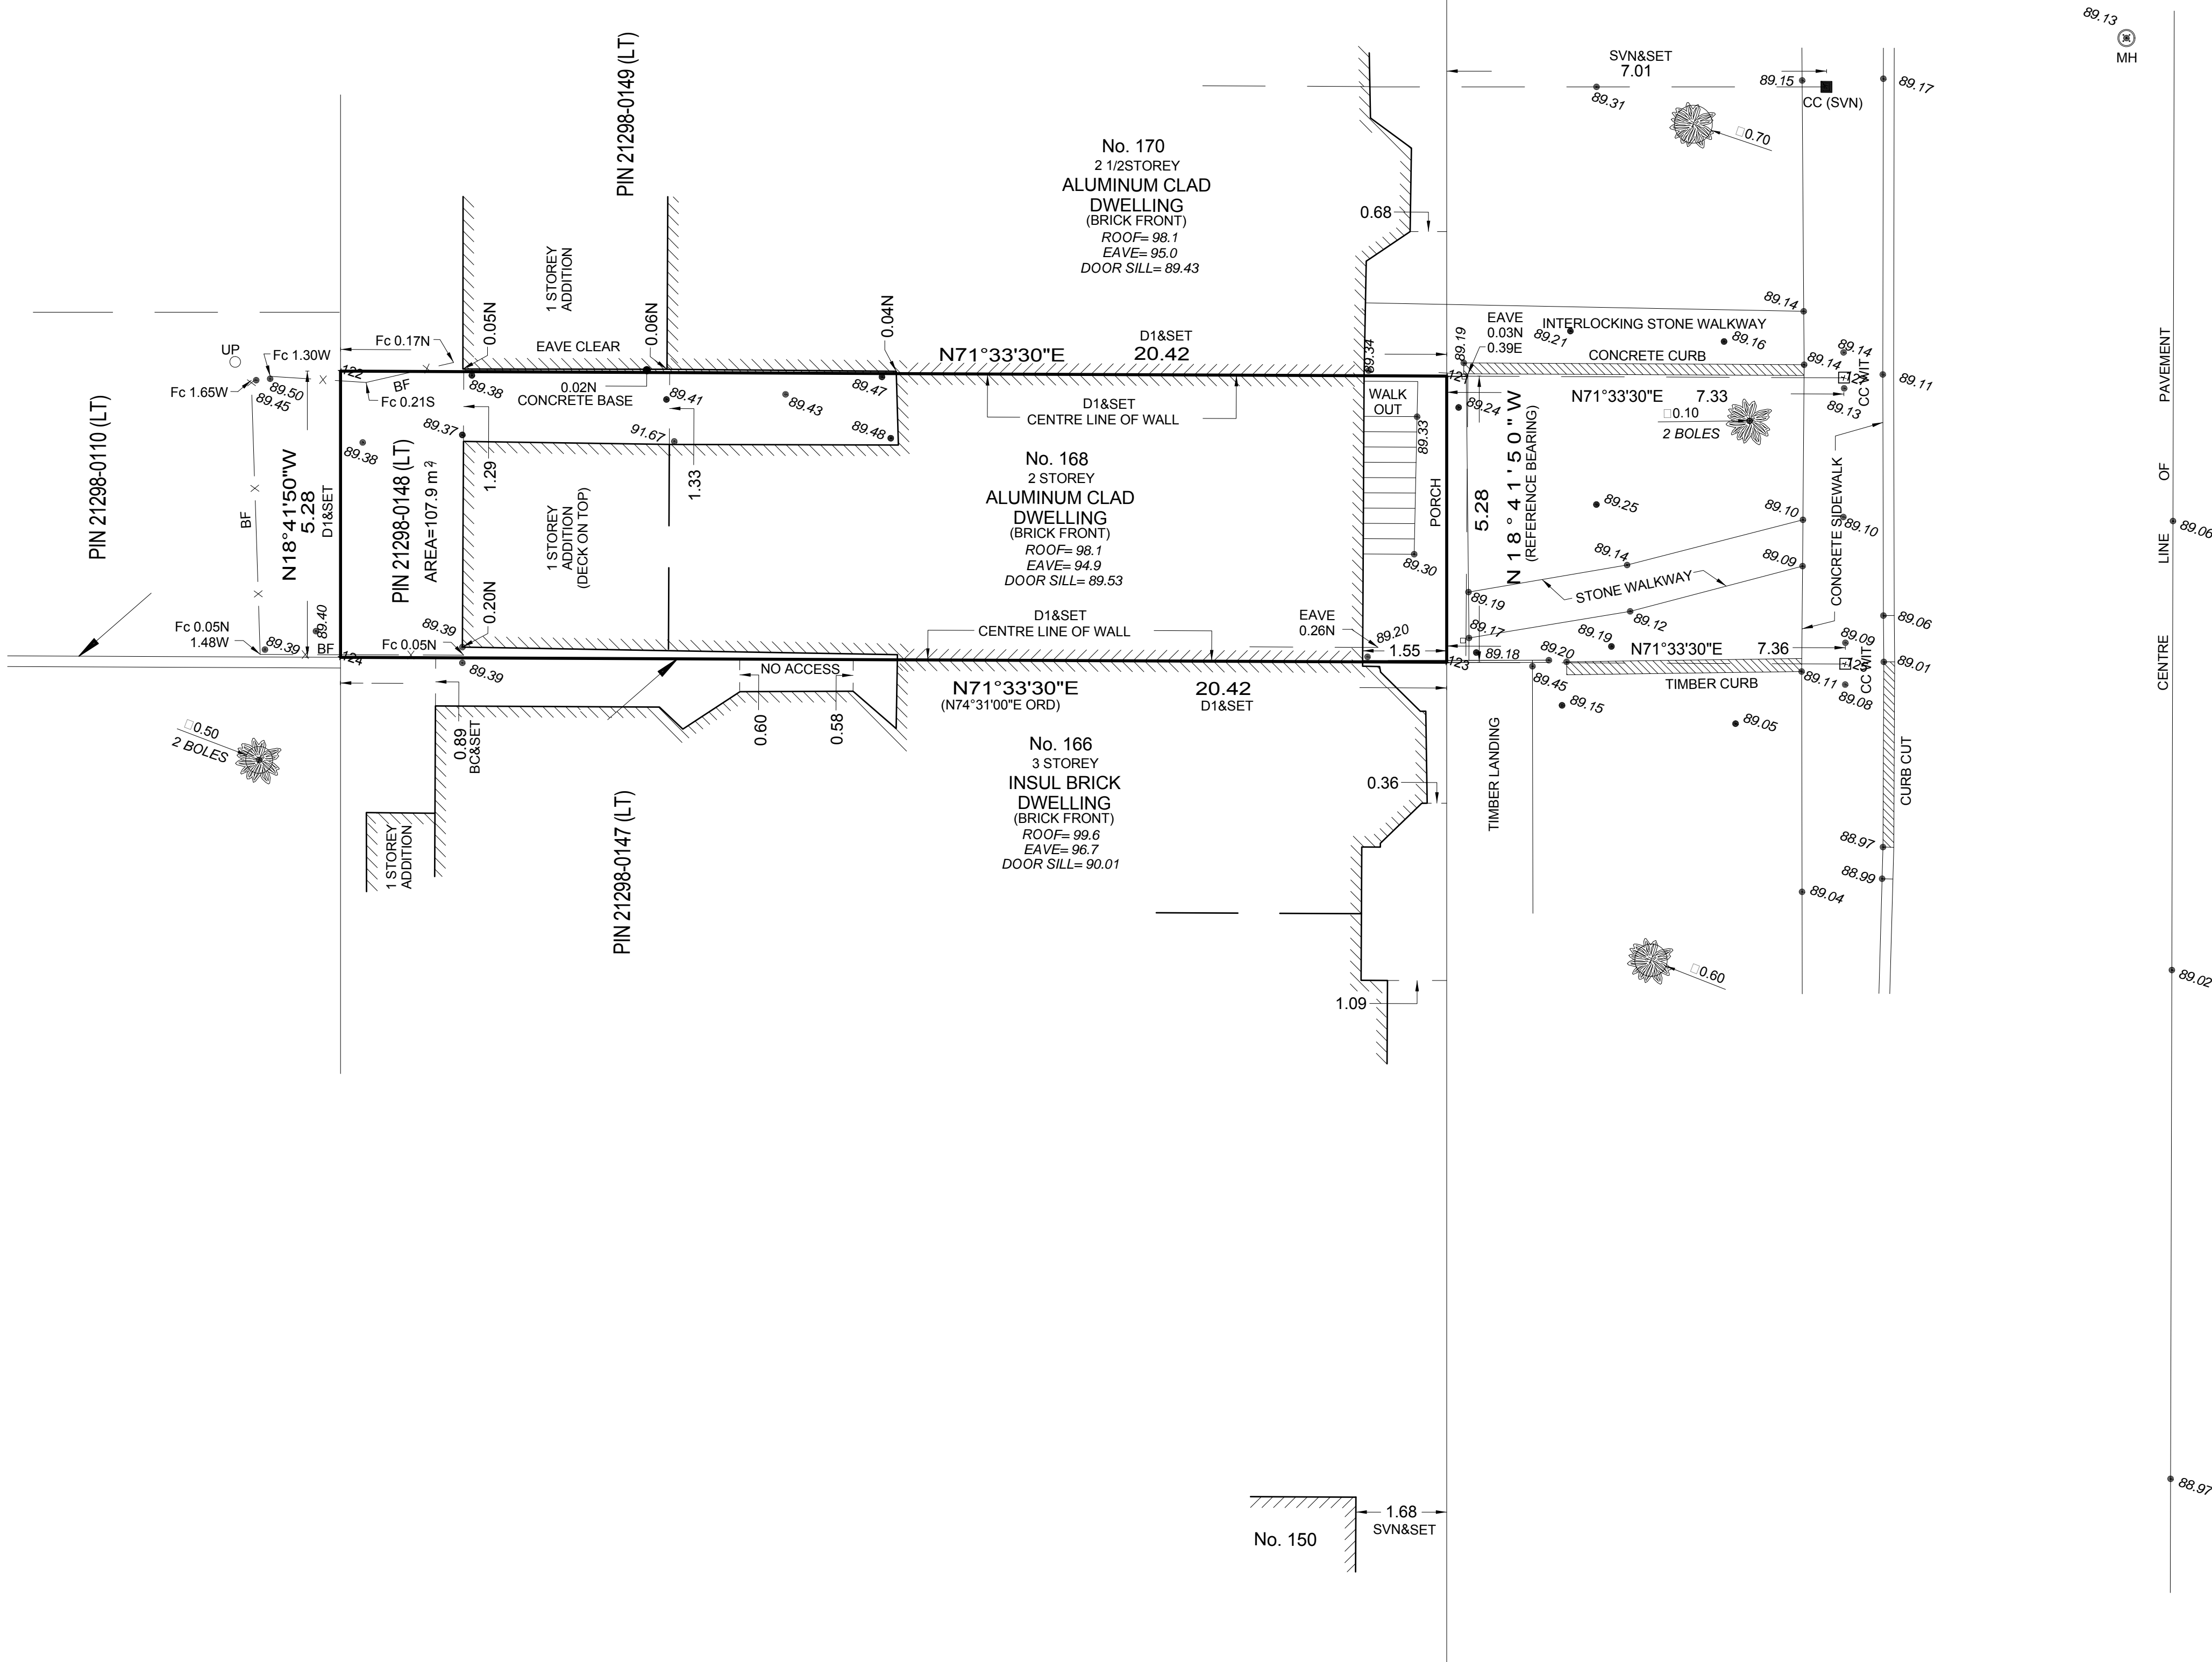 89.13
MH
SVN&SET
7.01
89.15
CC (SVN)
89.17
89.31
0.70
PIN 21298-0149 (LT)
No. 170
2 1/2STOREY
ALUMINUM CLAD
DWELLING
(BRICK FRONT)
ROOF= 98.1
EAVE= 95.0
DOOR SILL= 89.43
0.68
1 STOREY
ADDITION
EAVE CLEAR
0.05N
0.06N
0.04N
Fc 0.17N
UP
Fc 1.30W
Fc 1.65W
89.50
89.45
BF
Fc 0.21S
122
N71°33'30"E
D1&SET
20.42
89.34
89.19
EAVE
0.03N
0.39E
INTERLOCKING STONE WALKWAY
89.21
89.16
CONCRETE CURB
89.14
89.14
89.14
121
CC WIT
89.13
89.11
N71°33'30"E 7.33
0.10
2 BOLES
89.38
0.02N
CONCRETE BASE
89.41
89.43
89.47
89.48
D1&SET
CENTRE LINE OF WALL
WALK
OUT
89.33
89.24
89.37
91.67
89.38
1.29
1.33
PIN 21298-0110 (LT)
BF
N18°41'50"W
5.28
D1&SET
PIN 21298-0148 (LT)
AREA=107.9 m2
1 STOREY
ADDITION
(DECK ON TOP)
No. 168
2 STOREY
ALUMINUM CLAD
DWELLING
(BRICK FRONT)
ROOF= 98.1
EAVE= 94.9
DOOR SILL= 89.53
PORCH
5.28
N18°41'50"W
(REFERENCE BEARING)
89.30
89.25
89.14
89.10
89.10
89.09
CONCRETE SIDEWALK
STONE WALKWAY
89.19
89.17
89.12
89.19
89.06
89.06
CENTRE LINE OF PAVEMENT
Fc 0.05N
1.48W
89.39
89.40
BF
124
89.39
Fc 0.05N
0.20N
89.39
D1&SET
CENTRE LINE OF WALL
EAVE
0.26N
89.20
1.55
123
89.18
89.20
N71°33'30"E 7.36
89.09
CC WIT
125
89.01
NO ACCESS
N71°33'30"E
(N74°31'00"E ORD)
20.42
D1&SET
89.45
89.15
TIMBER CURB
89.11
89.08
89.05
0.50
2 BOLES
0.89
BC&SET
0.60
0.58
No. 166
3 STOREY
INSUL BRICK
DWELLING
(BRICK FRONT)
ROOF= 99.6
EAVE= 96.7
DOOR SILL= 90.01
0.36
TIMBER LANDING
CURB CUT
1 STOREY
ADDITION
PIN 21298-0147 (LT)
88.97
88.99
89.04
0.60
89.02
1.09
88.97
1.68
SVN&SET
No. 150